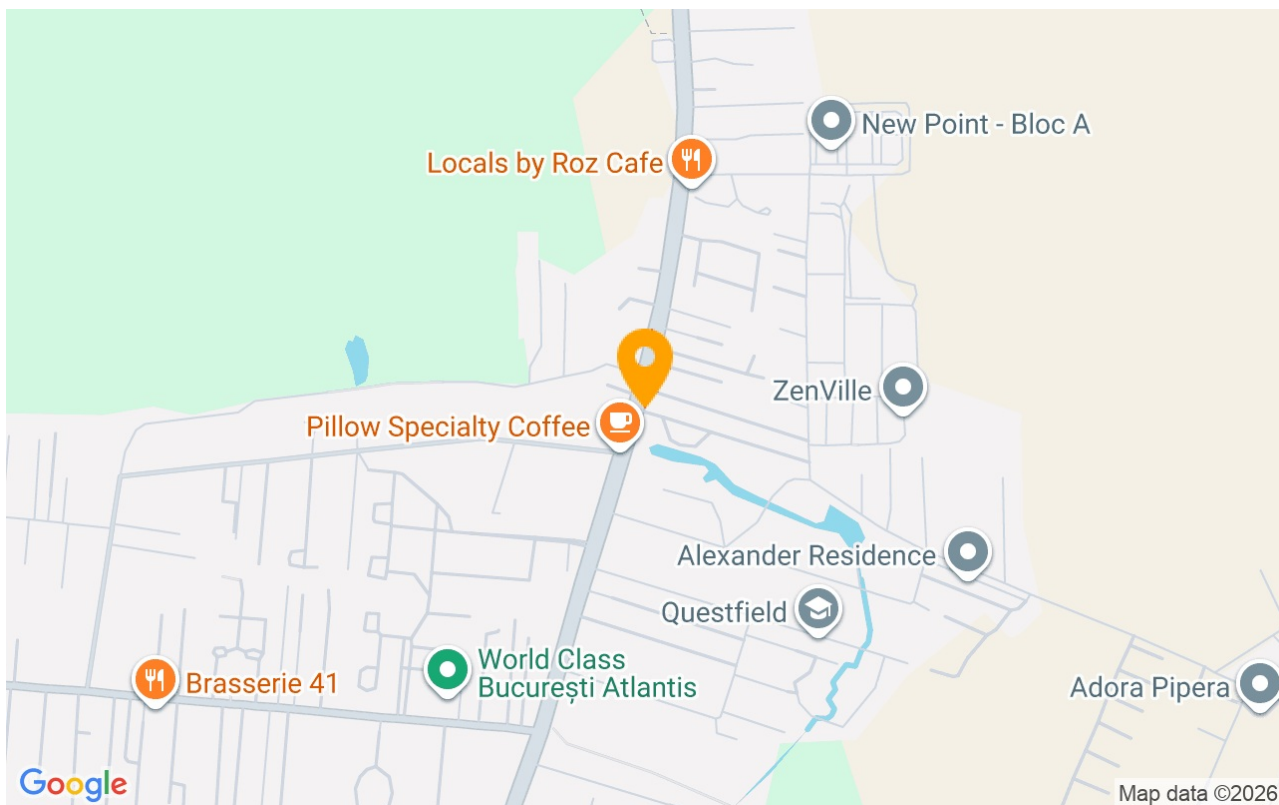 New Point - Bloc A
Locals by Roz Cafe
ZenVille
Pillow Specialty Coffee
Alexander Residence
Questfield
World Class
București Atlantis
Brasserie 41
Adora Pipera
Google
Map data ©2026